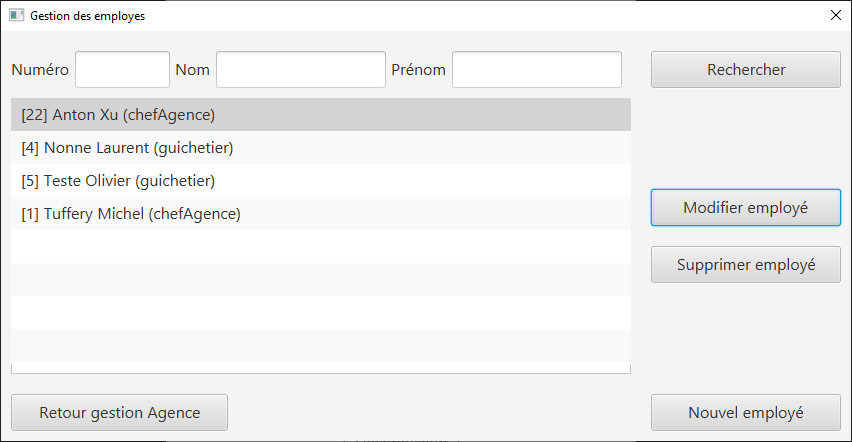 Gestion des employes
Numéro Nom Prénom Rechercher
[22] Anton Xu (chefAgence)
[4] Nonne Laurent (guichetier)
[5] Teste Olivier (guichetier)
[1] Tuffery Michel (chefAgence)
Modifier employé
Supprimer employé
Retour gestion Agence Nouvel employé